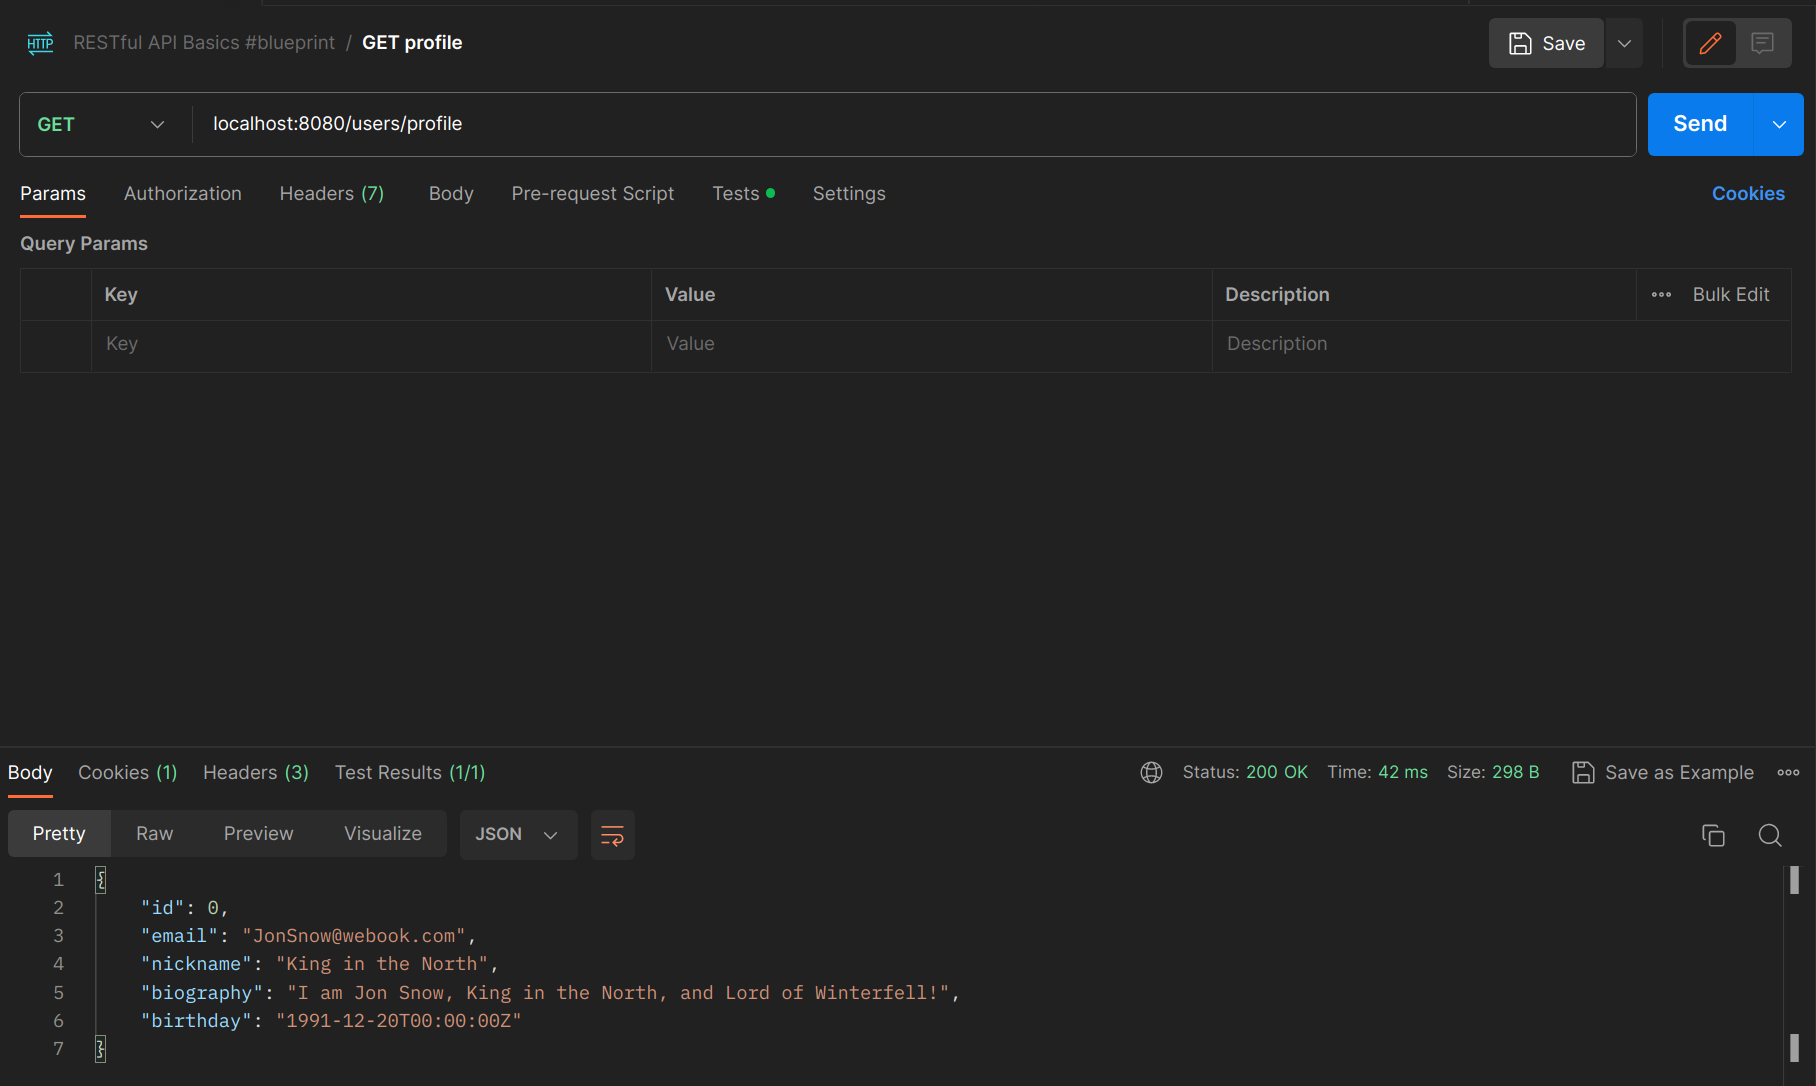 HTTP RESTful API Basics #blueprint / GET profile Save
GET localhost:8080/users/profile Send
Params Authorization Headers (7) Body Pre-request Script Tests Settings Cookies
Query Params
Key Value Description Bulk Edit
Key Value Description
Body Cookies (1) Headers (3) Test Results (1/1) Status: 200 OK Time: 42 ms Size: 298 B Save as Example
Pretty Raw Preview Visualize JSON
1 {
2 "id": 0,
3 "email": "JonSnow@webook.com",
4 "nickname": "King in the North",
5 "biography": "I am Jon Snow, King in the North, and Lord of Winterfell!",
6 "birthday": "1991-12-20T00:00:00Z"
7 }